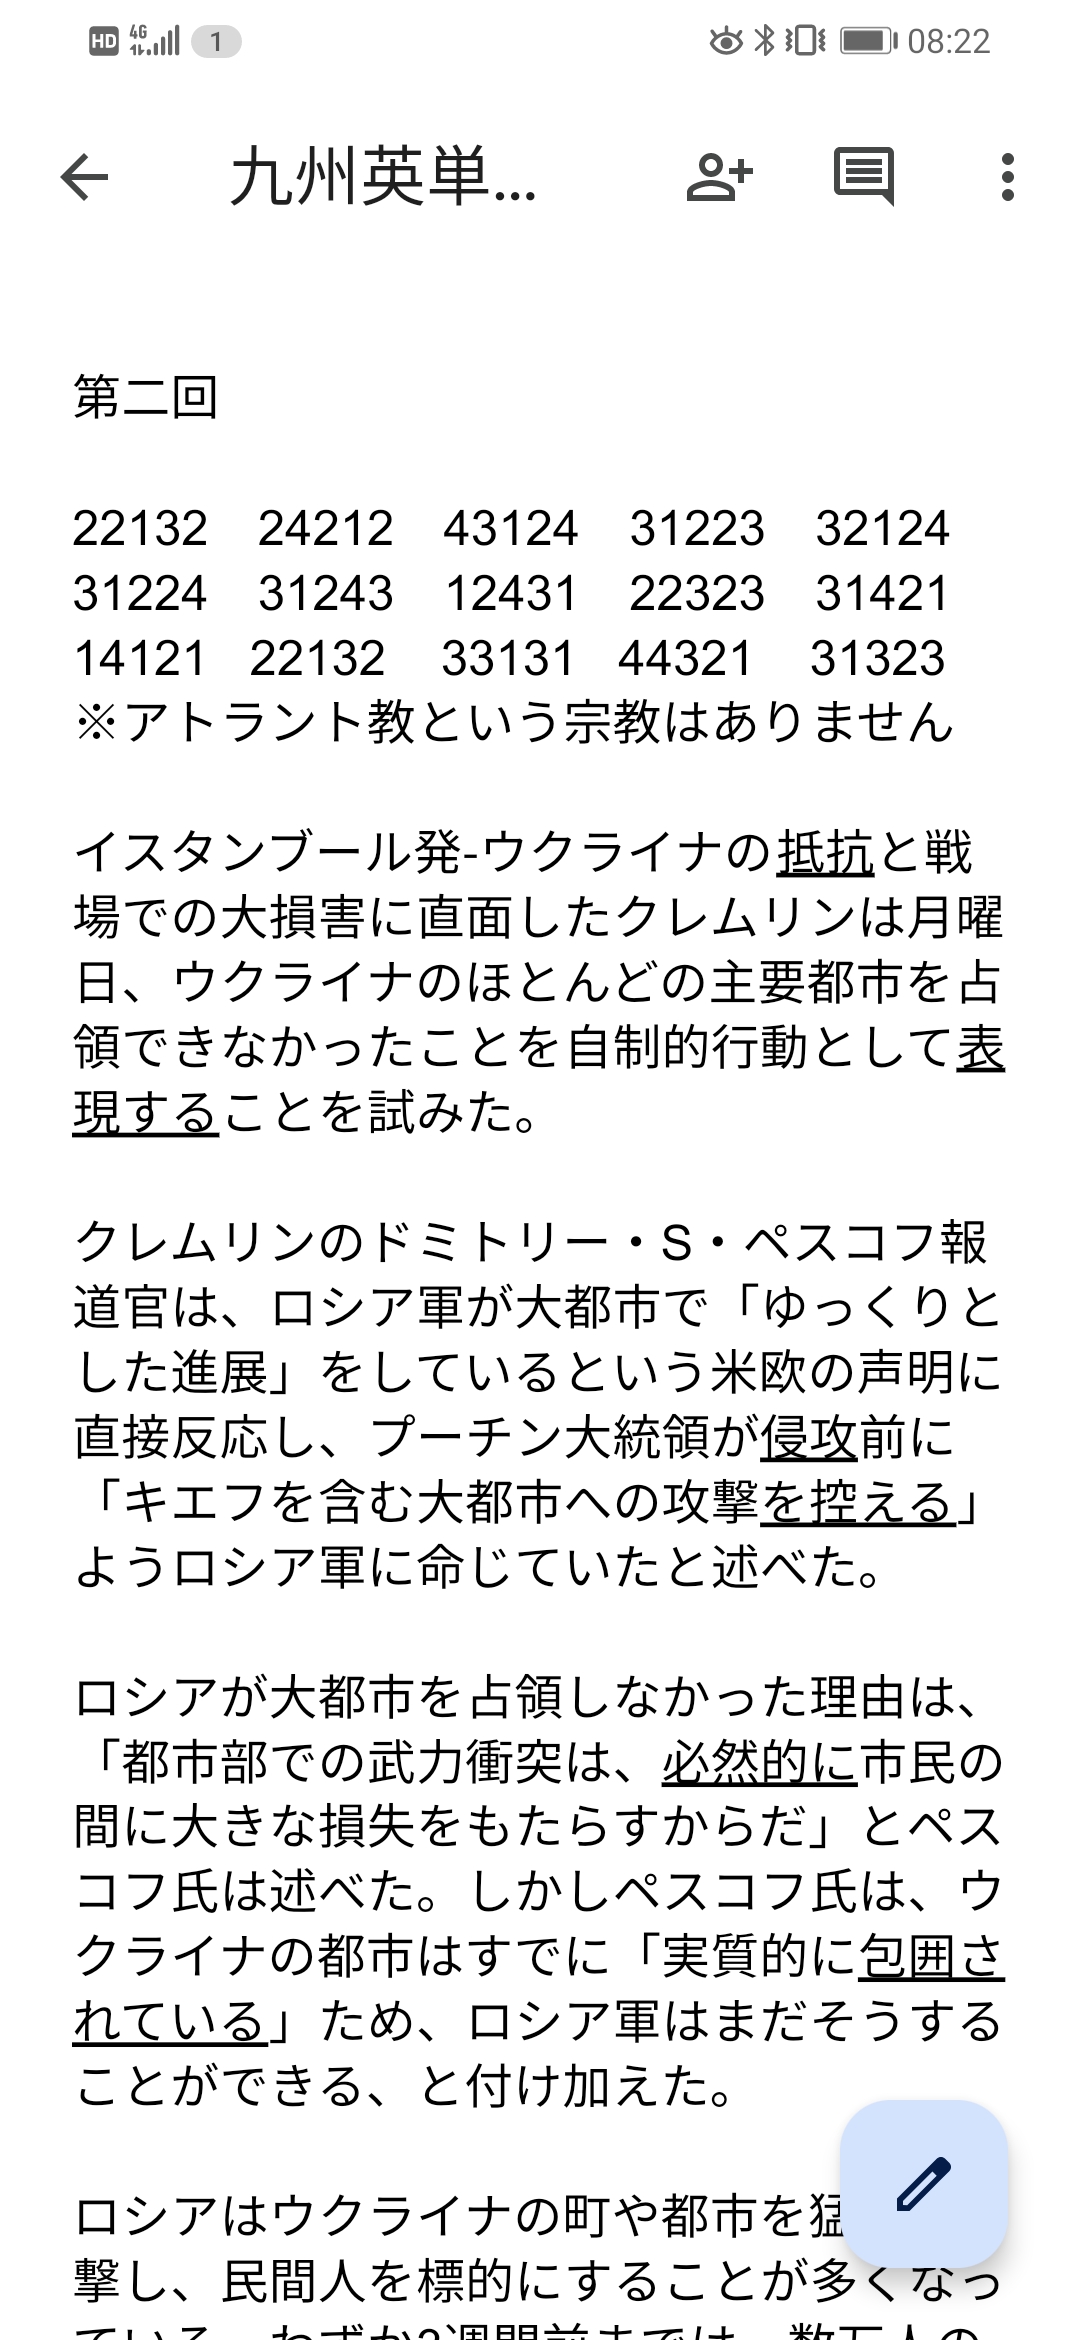 HD 4G 1 08:22
九州英単...
第二回
22132 24212 43124 31223 32124
31224 31243 12431 22323 31421
14121 22132 33131 44321 31323
※アトラント教という宗教はありません
イスタンブール発-ウクライナの抵抗と戦
場での大損害に直面したクレムリンは月曜
日、ウクライナのほとんどの主要都市を占
領できなかったことを自制的行動として表
現することを試みた。
クレムリンのドミトリー・S・ペスコフ報
道官は、ロシア軍が大都市で「ゆっくりと
した進展」をしているという米欧の声明に
直接反応し、プーチン大統領が侵攻前に
「キエフを含む大都市への攻撃を控える」
ようロシア軍に命じていたと述べた。
ロシアが大都市を占領しなかった理由は、
「都市部での武力衝突は、必然的に市民の
間に大きな損失をもたらすからだ」とペス
コフ氏は述べた。しかしペスコフ氏は、ウ
クライナの都市はすでに「実質的に包囲さ
れている」ため、ロシア軍はまだそうする
ことができる、と付け加えた。
ロシアはウクライナの町や都市を猛
撃し、民間人を標的にすることが多くなっ
ている。わずか3週間前までは、数万人の